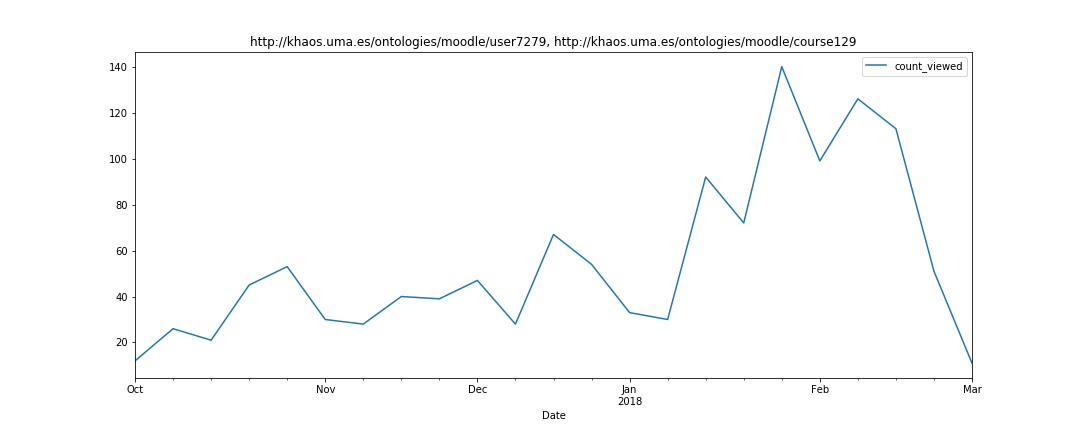 http://khaos.uma.es/ontologies/moodle/user7279, http://khaos.uma.es/ontologies/moodle/course129
count_viewed
140
120
100
80
60
40
20
Oct
Nov
Dec
Jan
2018
Feb
Mar
Date